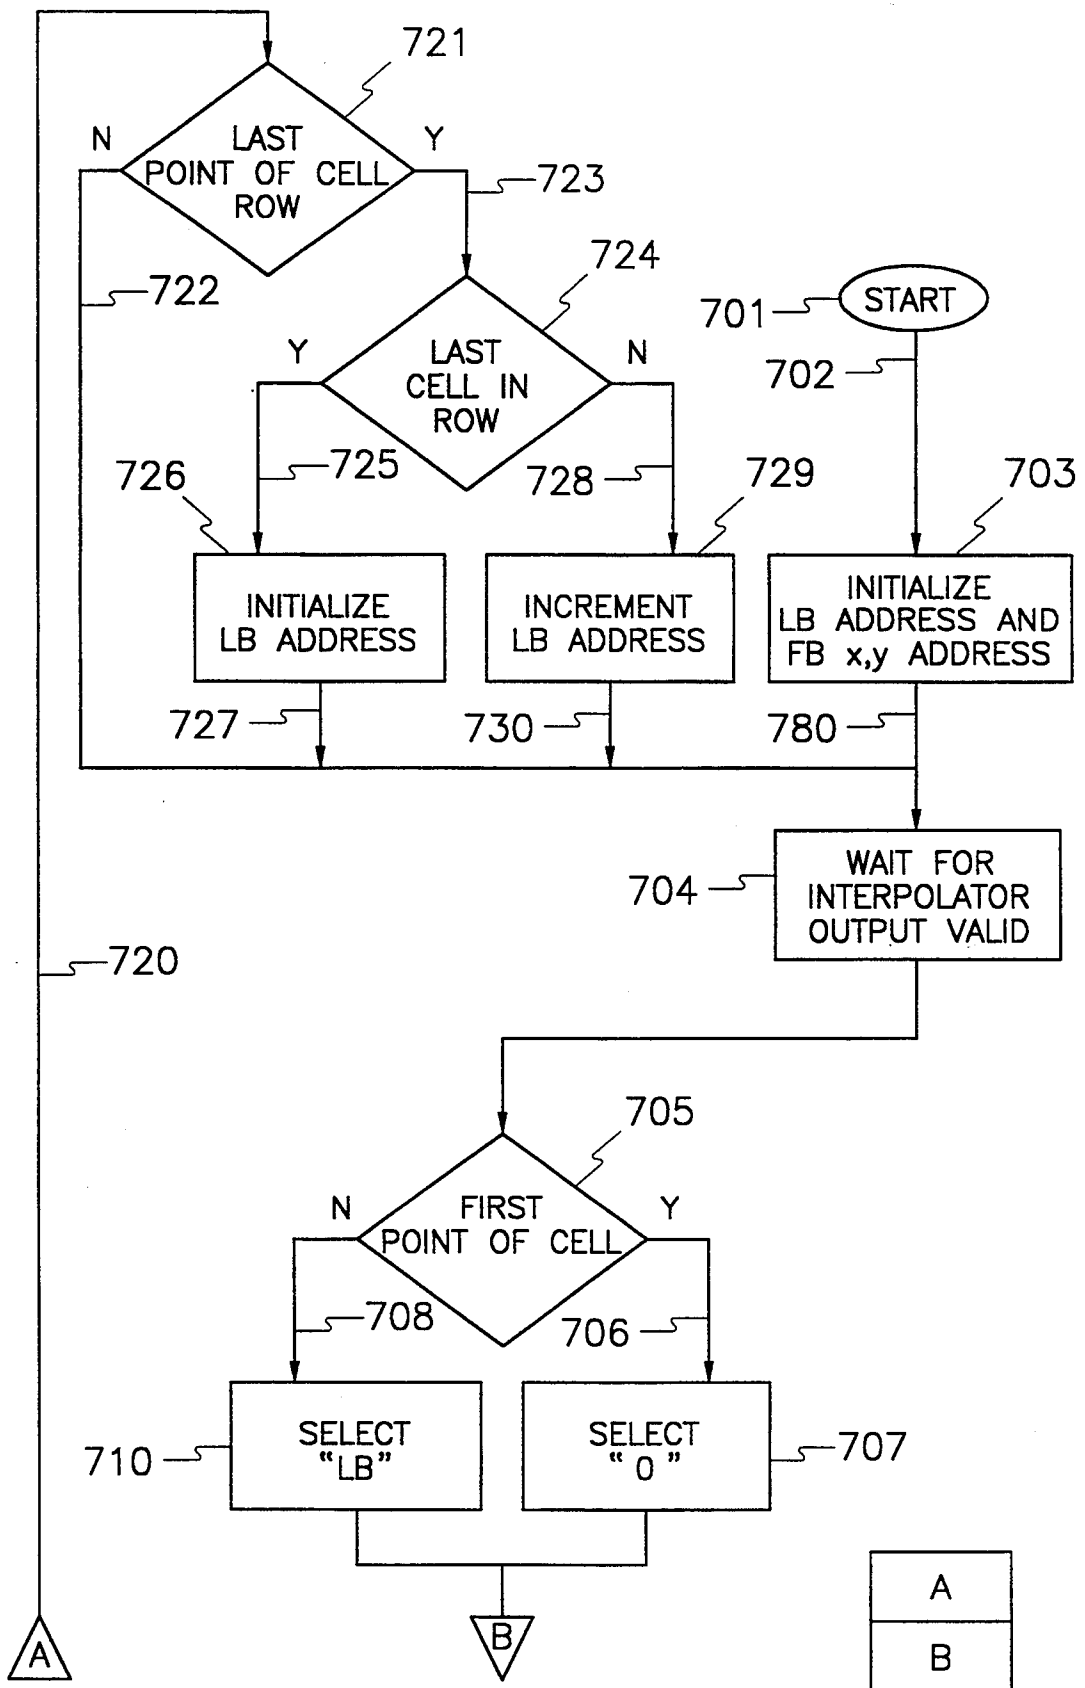 721
N
Y
LAST
POINT OF CELL
ROW
723
722
724
701
START
702
Y
N
LAST
CELL IN
ROW
726
725
728
729
703
INITIALIZE
LB ADDRESS
INCREMENT
LB ADDRESS
INITIALIZE
LB ADDRESS AND
FB x,y ADDRESS
727
730
780
704
WAIT FOR
INTERPOLATOR
OUTPUT VALID
720
705
N
Y
FIRST
POINT OF CELL
708
706
710
SELECT
"LB"
SELECT
"0"
707
A
B
A
B